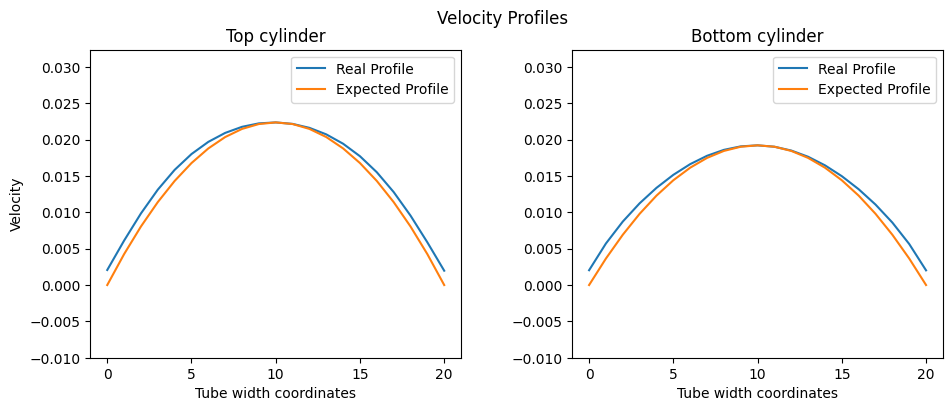 Velocity Profiles
Top cylinder
Velocity
0.030
0.025
0.020
0.015
0.010
0.005
0.000
−0.005
−0.010
Real Profile
Expected Profile
0 5 10 15 20
Tube width coordinates
Bottom cylinder
0.030
0.025
0.020
0.015
0.010
0.005
0.000
−0.005
−0.010
Real Profile
Expected Profile
0 5 10 15 20
Tube width coordinates